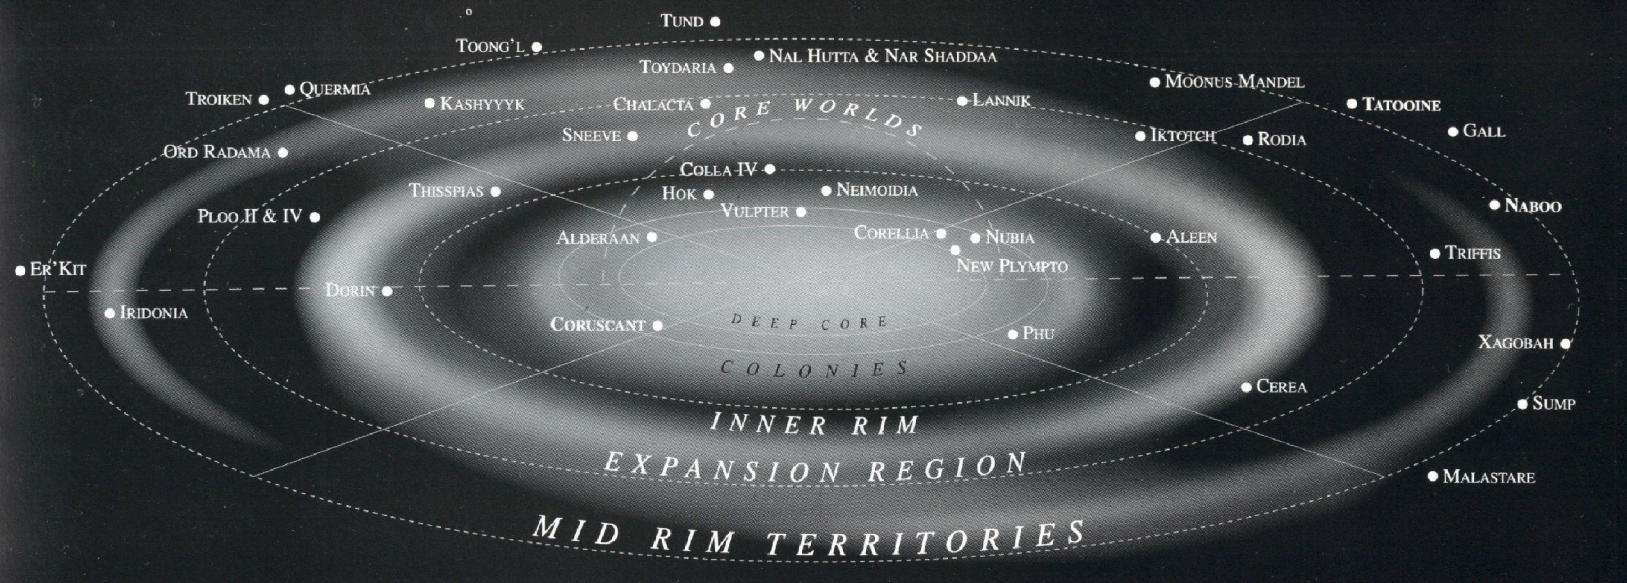 TUND
TOONG'L
NAL HUTTA & NAR SHADDAA
TOYDARIA
MOONUS MANDEL
QUERMIA
TROIKEN
KASHYYYK
CHALACTA
LANNIK
TATOOINE
CORE WORLDS
SNEEVE
IKTOTCH
RODIA
GALL
ORD RADAMA
COLLA IV
THISSPIAS
HOK
NEIMOIDIA
NABOO
PLOO II & IV
VULPTER
ALDERAAN
CORELLIA
NUBIA
ALEEN
TRIFFIS
ER'KIT
NEW PLYMPTO
DORIN
IRIDONIA
CORUSCANT
DEEP CORE
PHU
XAGOBAH
COLONIES
CEREA
SUMP
INNER RIM
EXPANSION REGION
MALASTARE
MID RIM TERRITORIES